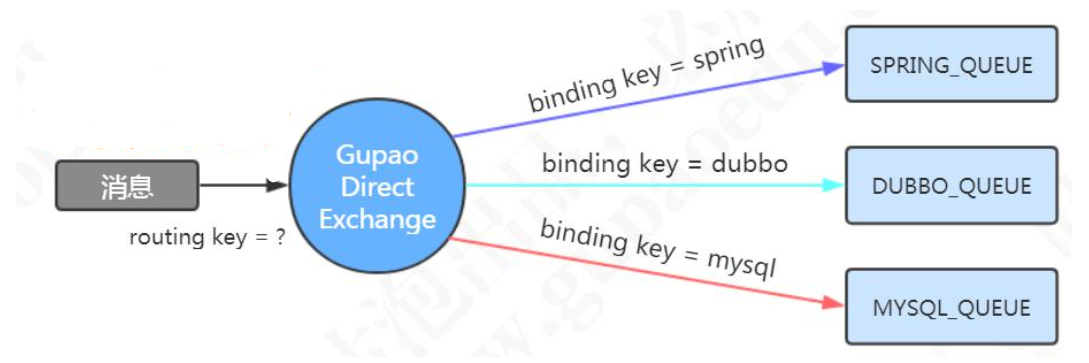 binding key = spring
SPRING_QUEUE
Gupao
Direct
Exchange
消息
routing key = ?
binding key = dubbo
DUBBO_QUEUE
binding key = mysql
MYSQL_QUEUE